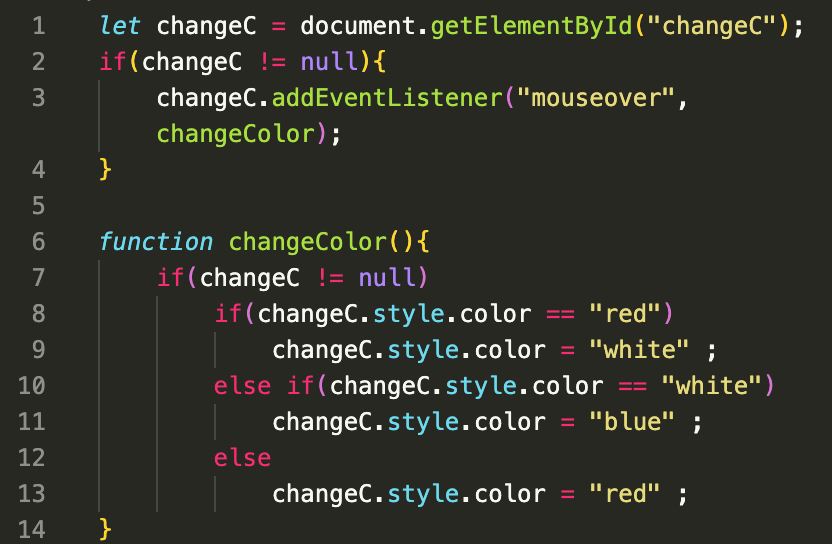 1 let changeC = document.getElementById("changeC");
2 if(changeC != null){
3 changeC.addEventListener("mouseover",
changeColor);
4 }
5
6 function changeColor(){
7 if(changeC != null)
8 if(changeC.style.color == "red")
9 changeC.style.color = "white" ;
10 else if(changeC.style.color == "white")
11 changeC.style.color = "blue" ;
12 else
13 changeC.style.color = "red" ;
14 }